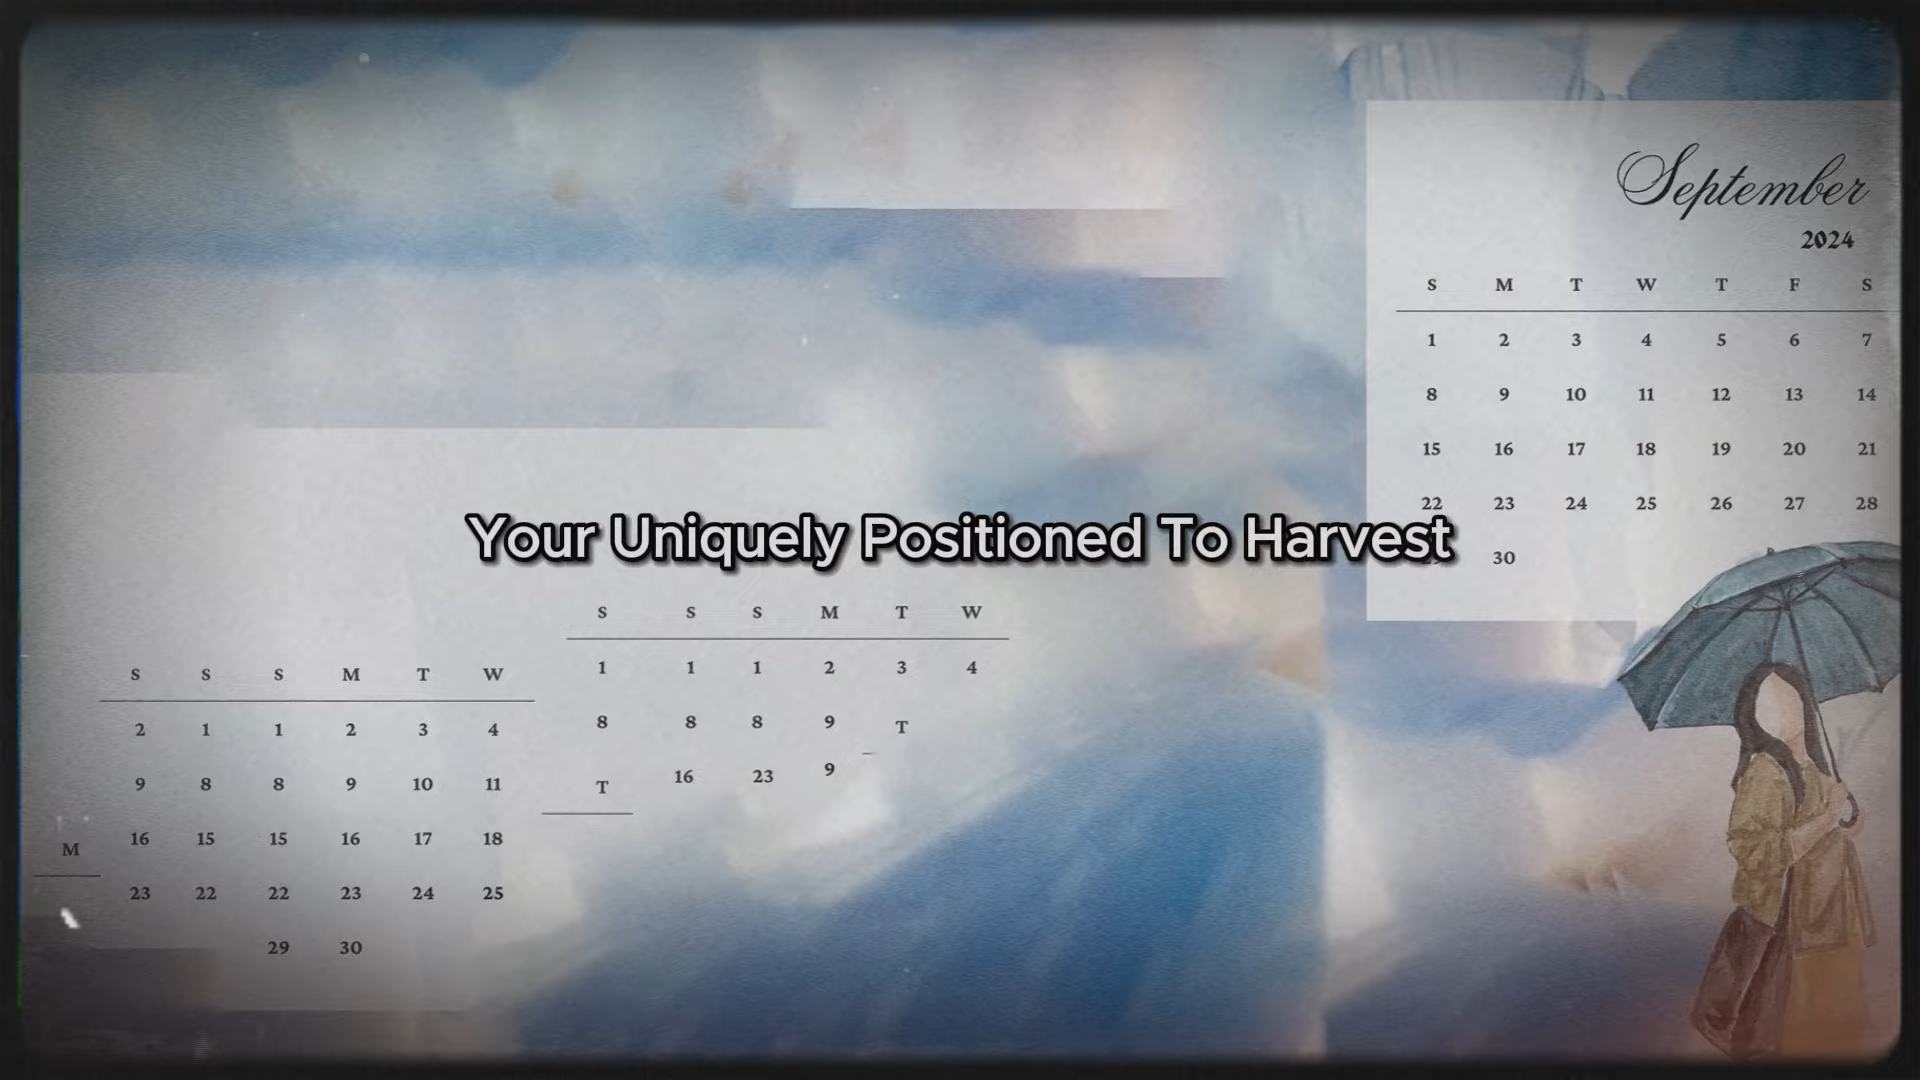 September
2024
S M T W T F S
1 2 3 4 5 6 7
8 9 10 11 12 13 14
15 16 17 18 19 20 21
22 23 24 25 26 27 28
29 30
Your Uniquely Positioned To Harvest
S S S M T W
1 1 1 2 3 4
8 8 8 9 T
T 16 23 9
S S S M T W
2 1 1 2 3 4
9 8 8 9 10 11
M 16 15 15 16 17 18
23 22 22 23 24 25
29 30